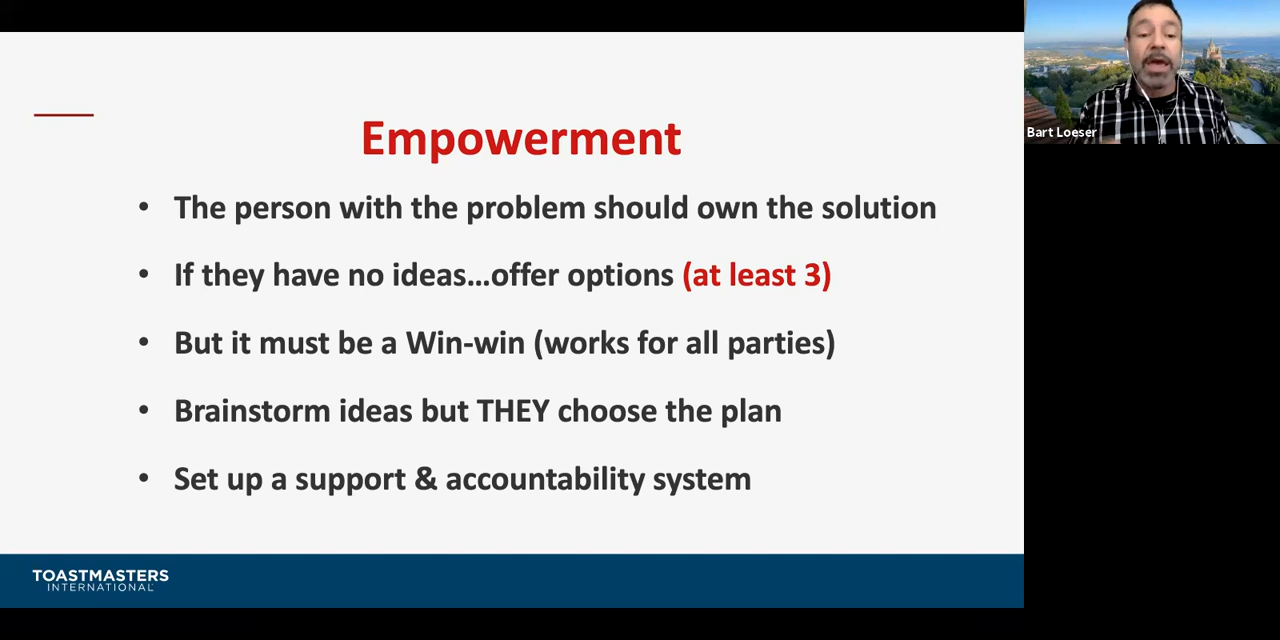 Empowerment
• The person with the problem should own the solution
• If they have no ideas...offer options (at least 3)
• But it must be a Win-win (works for all parties)
• Brainstorm ideas but THEY choose the plan
• Set up a support & accountability system
TOASTMASTERS
INTERNATIONAL
Bart Loeser